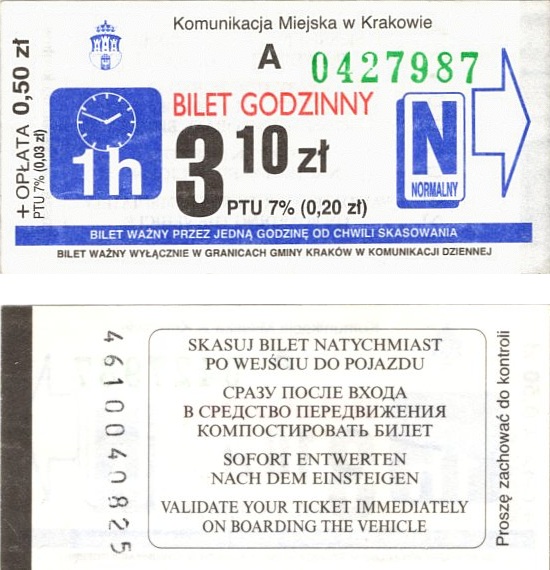 Komunikacja Miejska w Krakowie
A 0427987
+ OPŁATA 0,50 zł
PTU 7% (0,03 zł)
1h
BILET GODZINNY
3 10 zł
PTU 7% (0,20 zł)
N
NORMALNY
BILET WAŻNY PRZEZ JEDNĄ GODZINĘ OD CHWILI SKASOWANIA
BILET WAŻNY WYŁĄCZNIE W GRANICACH GMINY KRAKÓW W KOMUNIKACJI DZIENNEJ
4610040825
SKASUJ BILET NATYCHMIAST
PO WEJŚCIU DO POJAZDU
СРАЗУ ПОСЛЕ ВХОДА
В СРЕДСТВО ПЕРЕДВИЖЕНИЯ
КОМПОСТИРОВАТЬ БИЛЕТ
SOFORT ENTWERTEN
NACH DEM EINSTEIGEN
VALIDATE YOUR TICKET IMMEDIATELY
ON BOARDING THE VEHICLE
Proszę zachować do kontroli